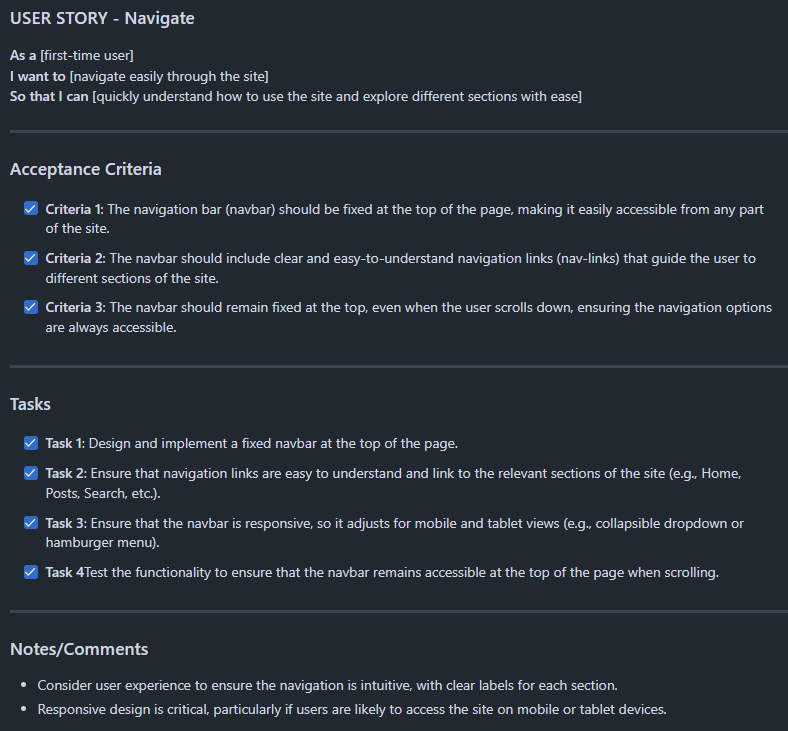 USER STORY - Navigate
As a [first-time user]
I want to [navigate easily through the site]
So that I can [quickly understand how to use the site and explore different sections with ease]
Acceptance Criteria
Criteria 1: The navigation bar (navbar) should be fixed at the top of the page, making it easily accessible from any part
of the site.
Criteria 2: The navbar should include clear and easy-to-understand navigation links (nav-links) that guide the user to
different sections of the site.
Criteria 3: The navbar should remain fixed at the top, even when the user scrolls down, ensuring the navigation options
are always accessible.
Tasks
Task 1: Design and implement a fixed navbar at the top of the page.
Task 2: Ensure that navigation links are easy to understand and link to the relevant sections of the site (e.g., Home,
Posts, Search, etc.).
Task 3: Ensure that the navbar is responsive, so it adjusts for mobile and tablet views (e.g., collapsible dropdown or
hamburger menu).
Task 4Test the functionality to ensure that the navbar remains accessible at the top of the page when scrolling.
Notes/Comments
• Consider user experience to ensure the navigation is intuitive, with clear labels for each section.
• Responsive design is critical, particularly if users are likely to access the site on mobile or tablet devices.